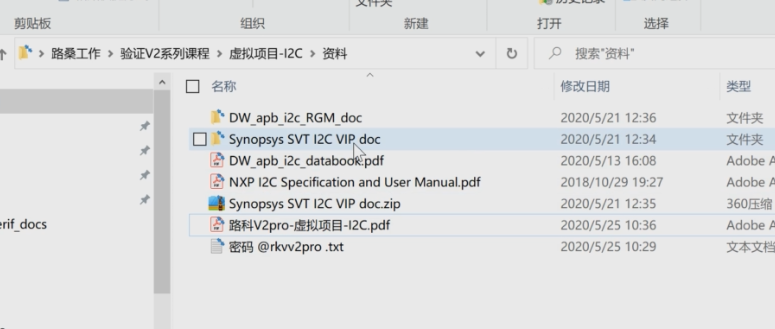 文件夹
剪贴板 组织 新建 打开 选择
路桑工作 > 验证V2系列课程 > 虚拟项目-I2C > 资料 搜索"资料"
名称 修改日期 类型
DW_apb_i2c_RGM_doc 2020/5/21 12:36 文件夹
Synopsys SVT I2C VIP doc 2020/5/21 12:34 文件夹
DW_apb_i2c_databook.pdf 2020/5/13 16:08 Adobe A
NXP I2C Specification and User Manual.pdf 2018/10/29 19:27 Adobe A
erif_docs Synopsys SVT I2C VIP doc.zip 2020/5/21 12:35 360压缩
路科V2pro-虚拟项目-I2C.pdf 2020/5/25 16:36 Adobe A
密码 @rkvv2pro .txt 2020/5/25 10:29 文本文档